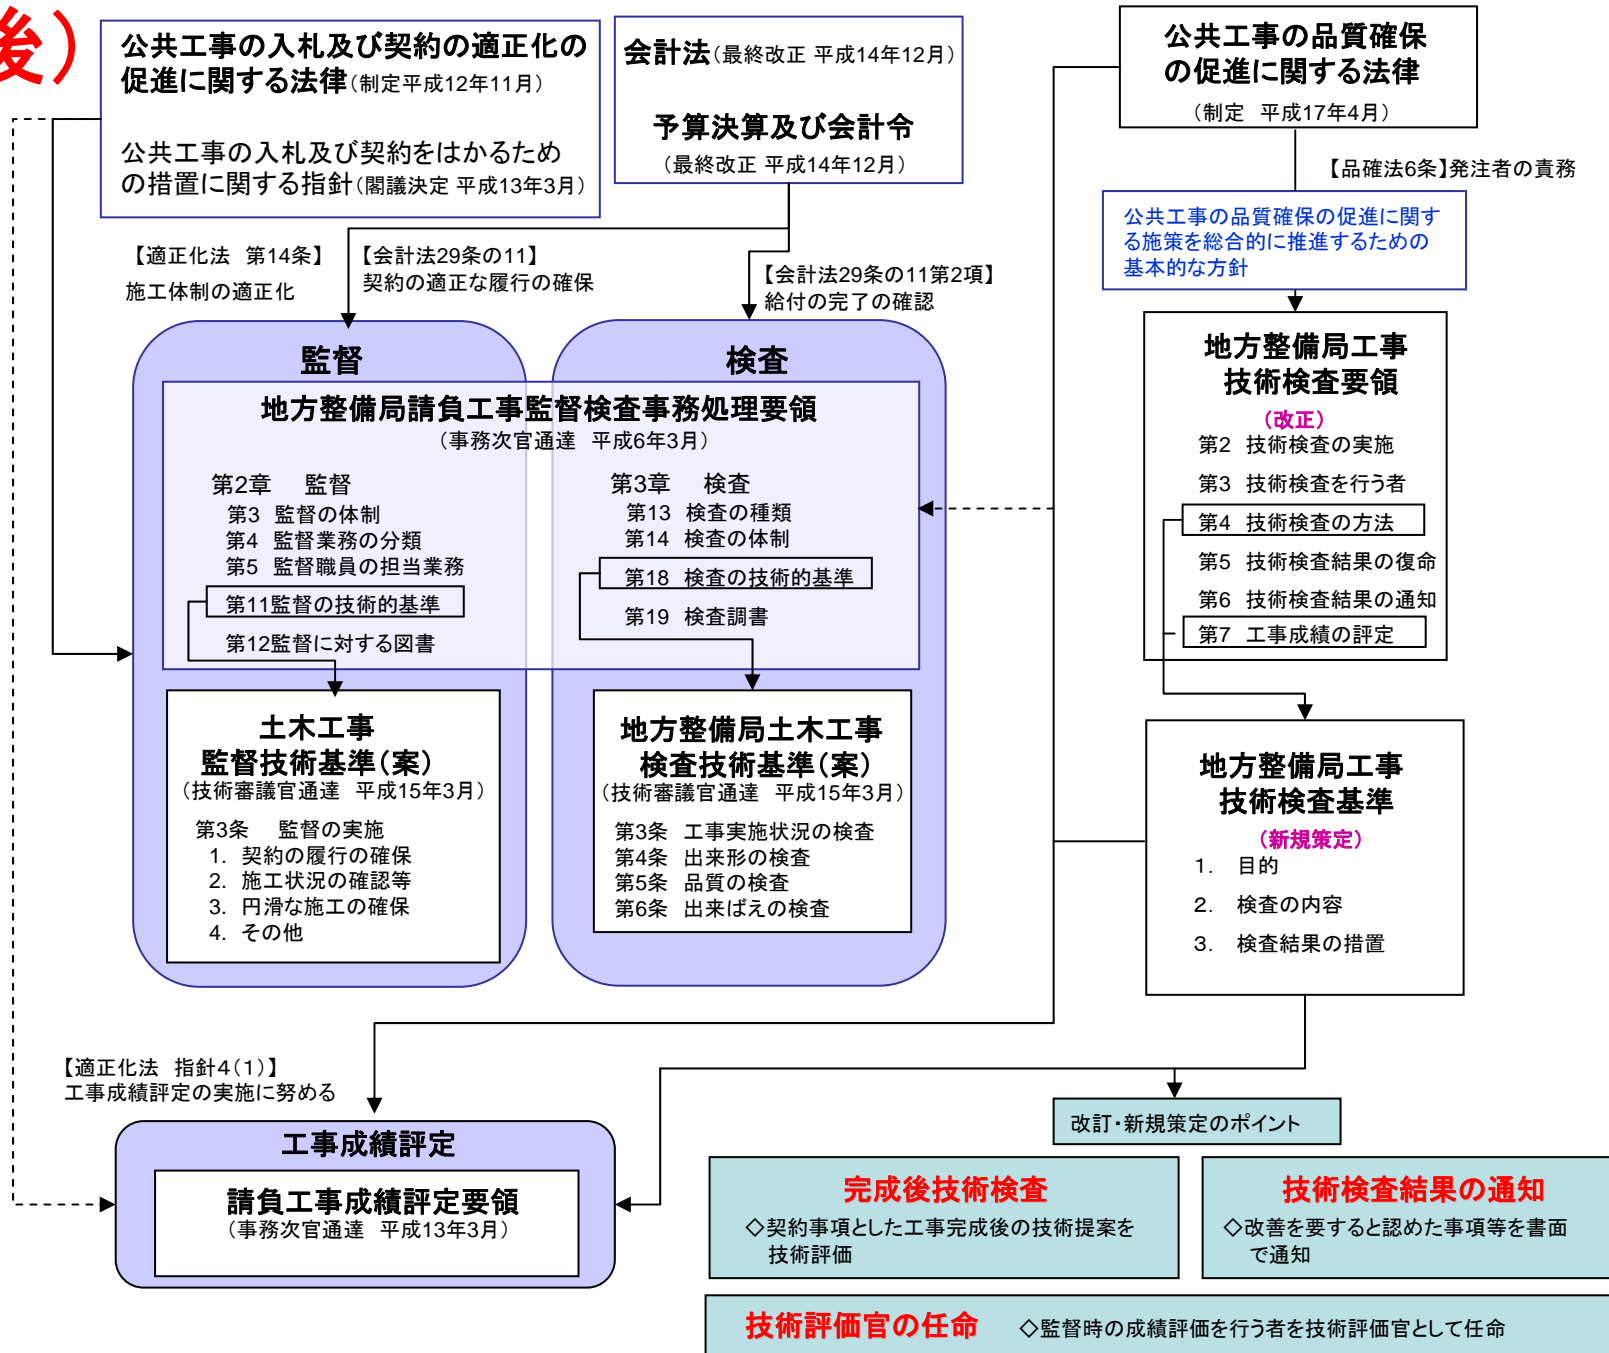 後）
公共工事の入札及び契約の適正化の
促進に関する法律（制定平成12年11月）
公共工事の入札及び契約をはかるため
の措置に関する指針（閣議決定 平成13年3月）
会計法（最終改正 平成14年12月）
予算決算及び会計令
（最終改正 平成14年12月）
公共工事の品質確保
の促進に関する法律
（制定　平成17年4月）
【品確法6条】発注者の責務
公共工事の品質確保の促進に関す
る施策を総合的に推進するための
基本的な方針
【適正化法　第14条】
施工体制の適正化
【会計法29条の11】
契約の適正な履行の確保
【会計法29条の11第2項】
給付の完了の確認
監督
検査
地方整備局請負工事監督検査事務処理要領
（事務次官通達　平成6年3月）
第2章　監督
第3 監督の体制
第4 監督業務の分類
第5 監督職員の担当業務
第11監督の技術的基準
第12監督に対する図書
第3章　検査
第13 検査の種類
第14 検査の体制
第18 検査の技術的基準
第19 検査調書
土木工事
監督技術基準（案）
（技術審議官通達　平成15年3月）
第3条　監督の実施
1. 契約の履行の確保
2. 施工状況の確認等
3. 円滑な施工の確保
4. その他
地方整備局土木工事
検査技術基準（案）
（技術審議官通達　平成15年3月）
第3条 工事実施状況の検査
第4条 出来形の検査
第5条 品質の検査
第6条 出来ばえの検査
地方整備局工事
技術検査要領
（改正）
第2 技術検査の実施
第3 技術検査を行う者
第4 技術検査の方法
第5 技術検査結果の復命
第6 技術検査結果の通知
第7 工事成績の評定
地方整備局工事
技術検査基準
（新規策定）
1.　目的
2.　検査の内容
3.　検査結果の措置
【適正化法　指針4（1）】
工事成績評定の実施に努める
工事成績評定
請負工事成績評定要領
（事務次官通達　平成13年3月）
改訂・新規策定のポイント
完成後技術検査
◇契約事項とした工事完成後の技術提案を
技術評価
技術検査結果の通知
◇改善を要すると認めた事項等を書面
で通知
技術評価官の任命　◇監督時の成績評価を行う者を技術評価官として任命